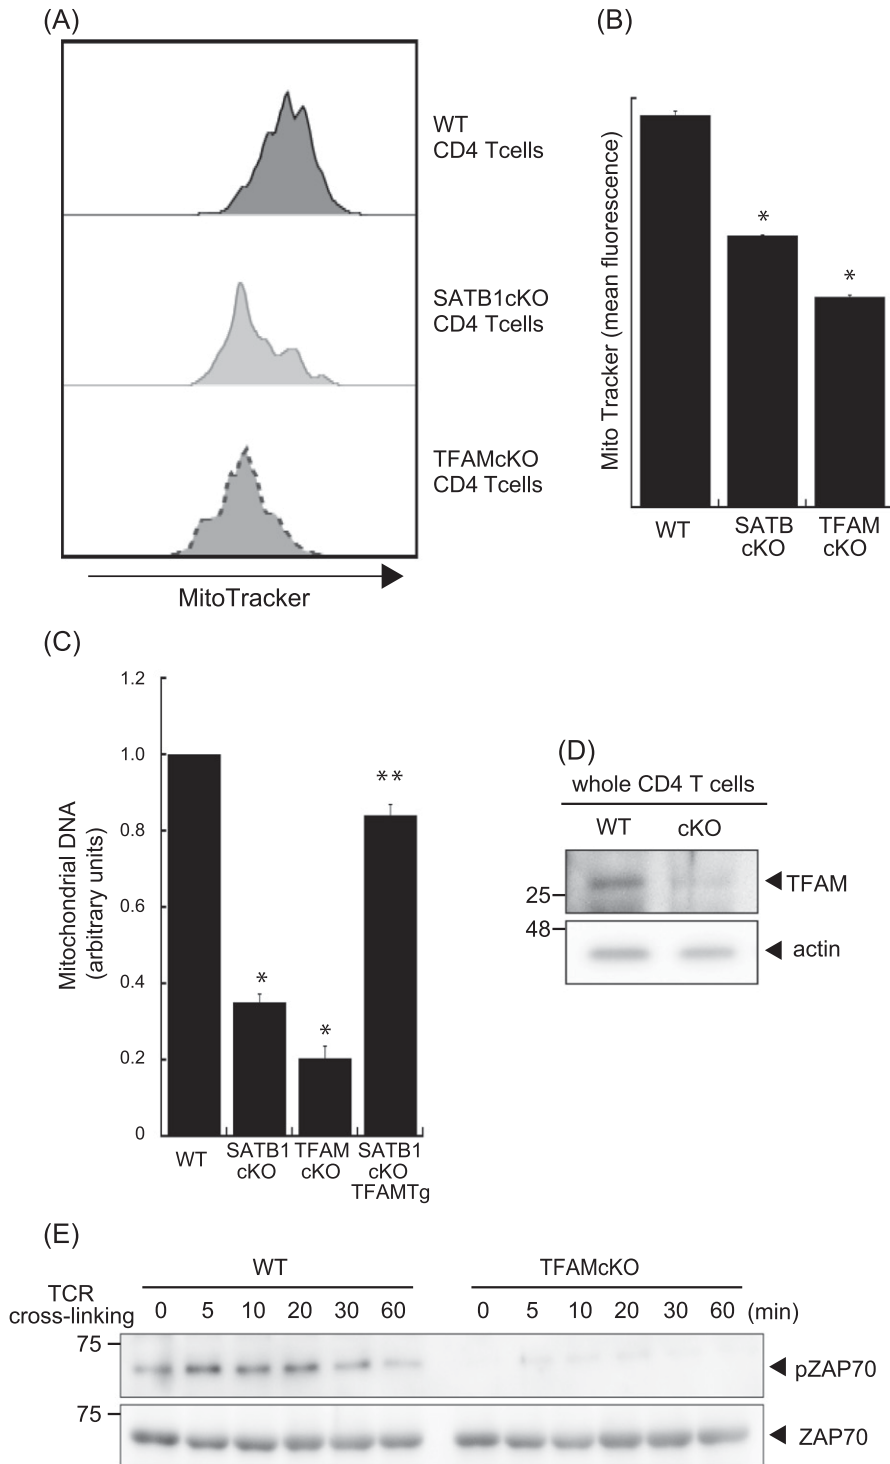 (A)
WT
CD4 Tcells
SATB1cKO
CD4 Tcells
TFAMcKO
CD4 Tcells
MitoTracker
(B)
Mito Tracker (mean fluorescence)
*
*
WT
SATB
cKO
TFAM
cKO
(C)
Mitochondrial DNA
(arbitrary units)
1.2
1.0
0.8
0.6
0.4
0.2
0
*
*
**
WT
SATB1
cKO
TFAM
cKO
SATB1
cKO
TFAMTg
(D)
whole CD4 T cells
WT cKO
25
TFAM
48
actin
(E)
WT TFAMcKO
TCR
cross-linking 0 5 10 20 30 60 0 5 10 20 30 60 (min)
75
pZAP70
75
ZAP70